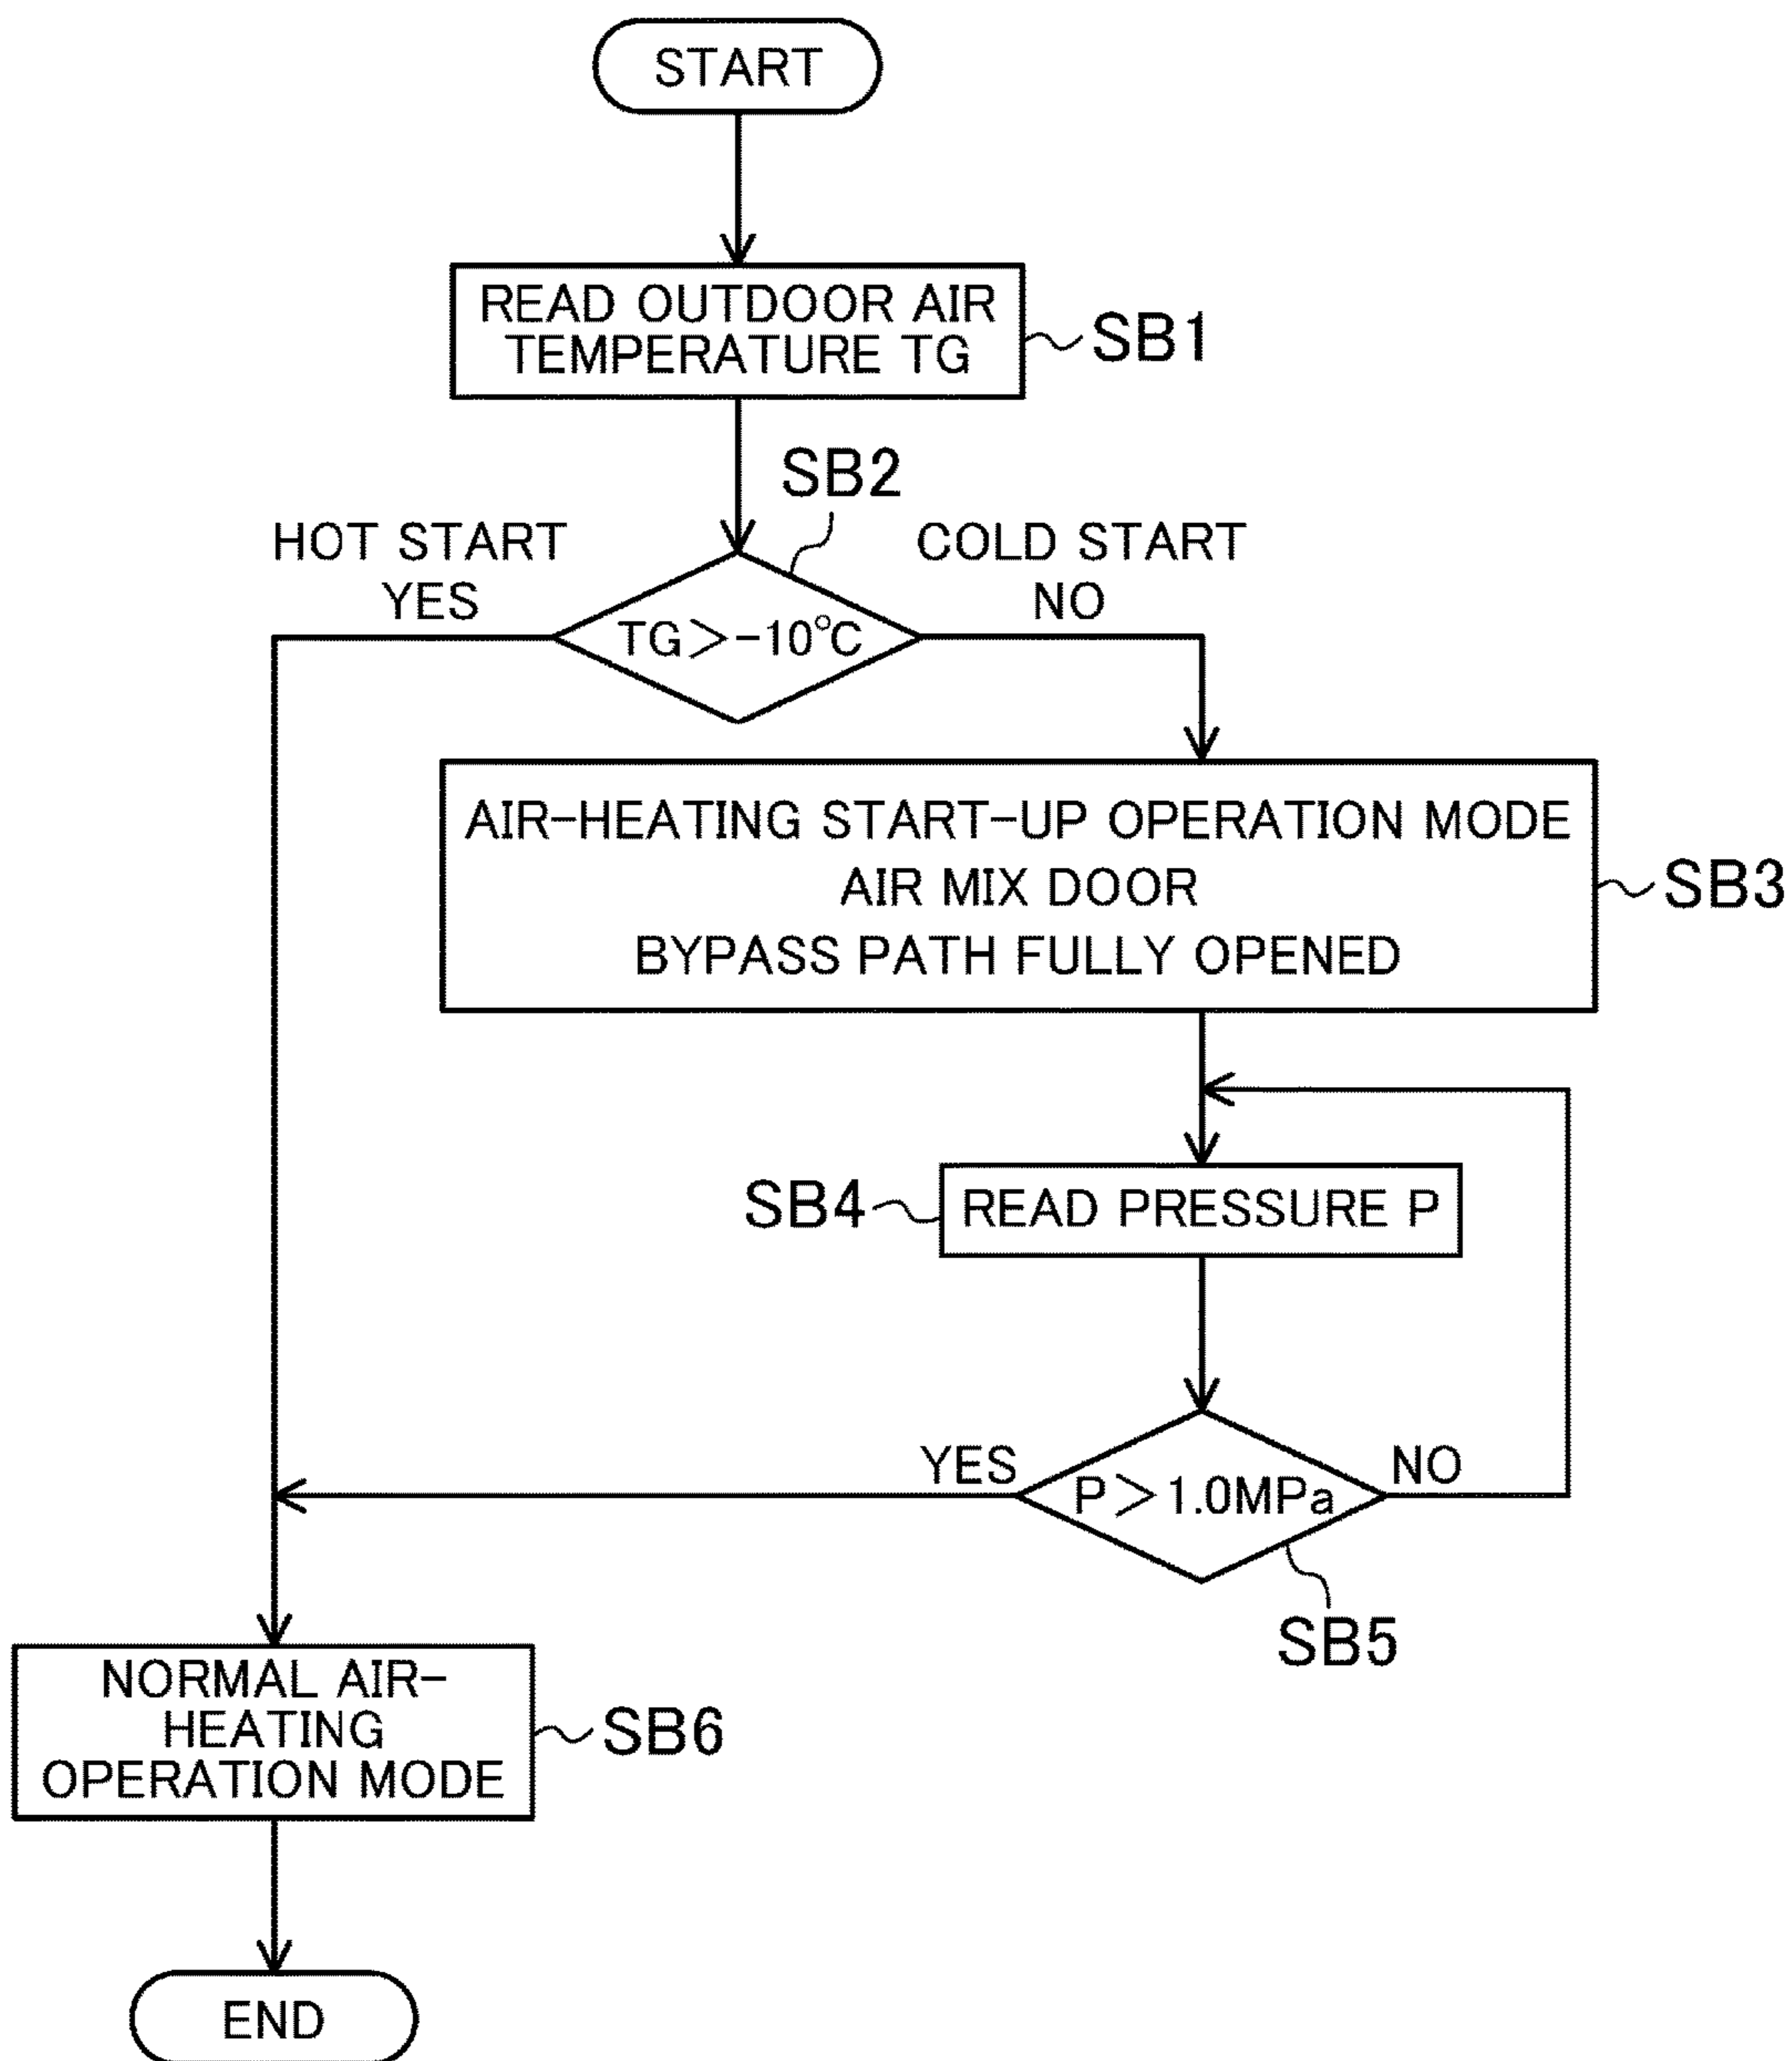 START
READ OUTDOOR AIR
TEMPERATURE TG
SB1
SB2
HOT START
YES
COLD START
NO
TG>-10℃
AIR-HEATING START-UP OPERATION MODE
AIR MIX DOOR
BYPASS PATH FULLY OPENED
SB3
SB4
READ PRESSURE P
YES
P>1.0MPa
NO
SB5
NORMAL AIR-
HEATING
OPERATION MODE
SB6
END